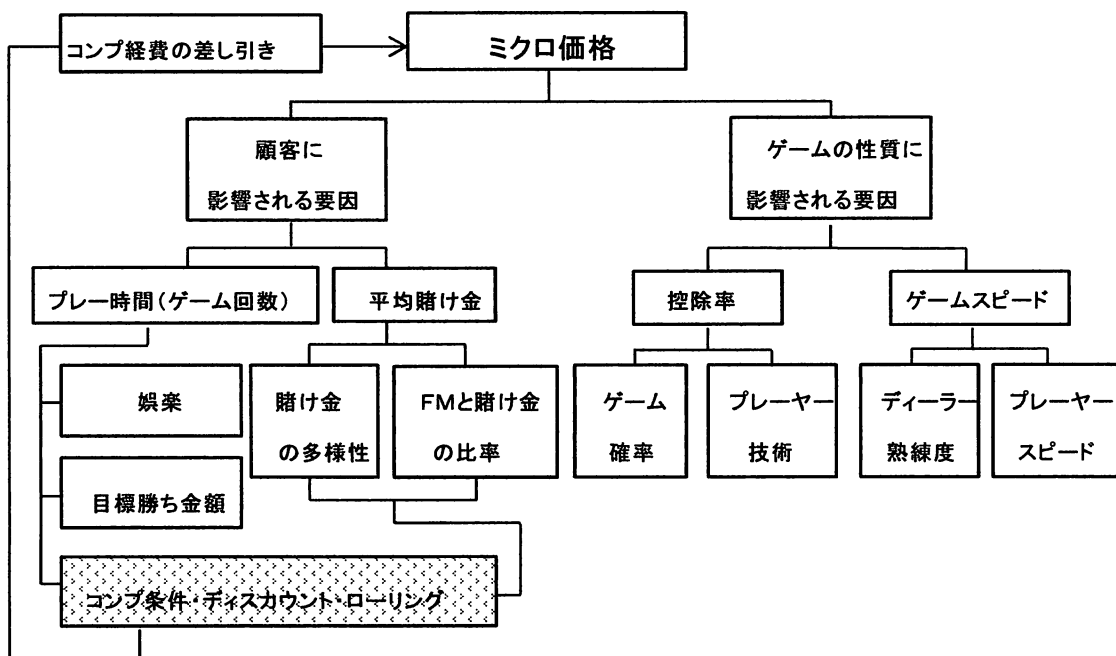 コンプ経費の差し引き
ミクロ価格
顧客に
影響される要因
ゲームの性質に
影響される要因
プレー時間(ゲーム回数)
平均賭け金
控除率
ゲームスピード
娯楽
賭け金
の多様性
FMと賭け金
の比率
ゲーム
確率
プレーヤー
技術
ディーラー
熟練度
プレーヤー
スピード
目標勝ち金額
コンプ条件・ディスカウント・ローリング